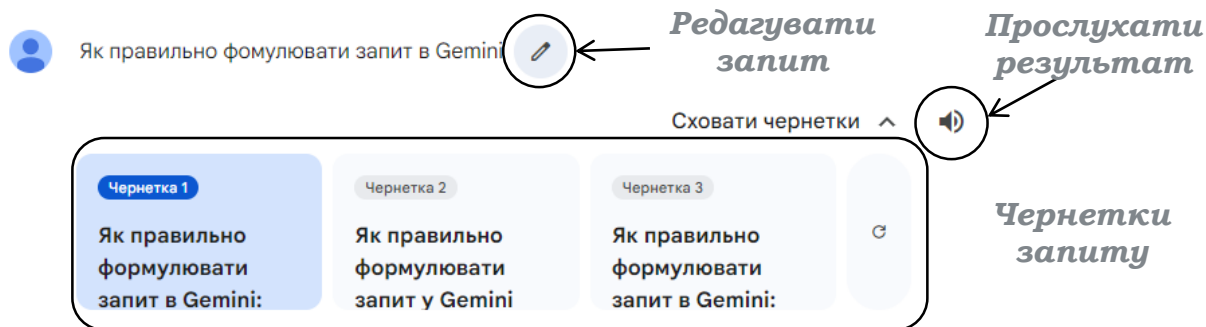 Редагувати
запит
Прослухати
результат
Як правильно фомулювати запит в Gemini
Сховати чернетки
Чернетка 1
Як правильно
формулювати
запит в Gemini:
Чернетка 2
Як правильно
формулювати
запит у Gemini
Чернетка 3
Як правильно
формулювати
запит в Gemini:
Чернетки
запиту